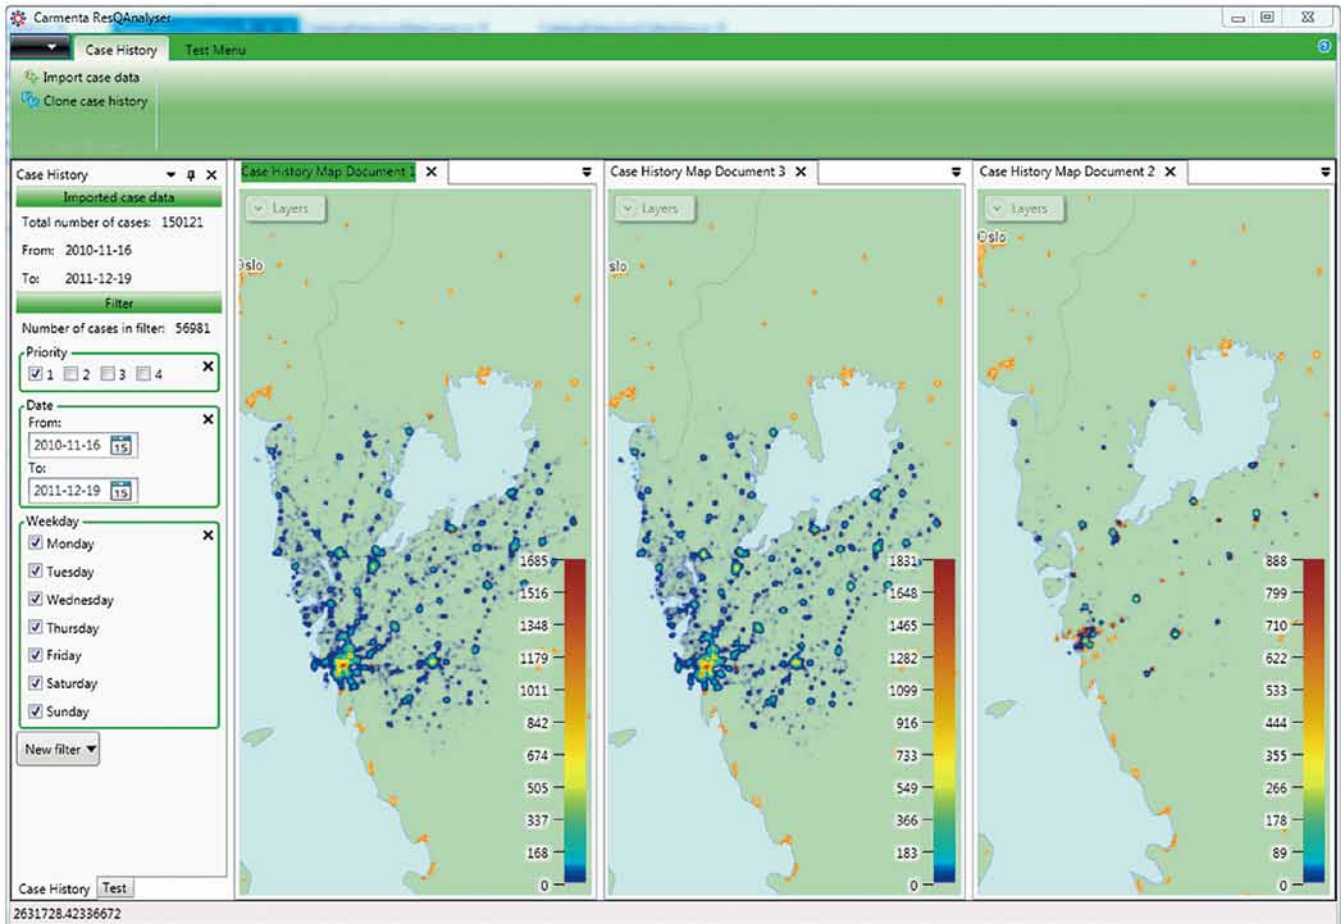 Carmenta ResQAnalyser
Case History Test Menu
Import case data
Clone case history
Case History
Imported case data
Total number of cases: 150121
From: 2010-11-16
To: 2011-12-19
Filter
Number of cases in filter: 56981
Priority
1 2 3 4
Date
From:
2010-11-16 15
To:
2011-12-19 15
Weekday
Monday
Tuesday
Wednesday
Thursday
Friday
Saturday
Sunday
New filter
Case History Test
2631728.42336672
Case History Map Document 1
Layers
Oslo
1685
1516
1348
1179
1011
842
674
505
337
168
0
Case History Map Document 3
Layers
slo
1831
1648
1465
1282
1099
916
733
549
366
183
0
Case History Map Document 2
Layers
Oslo
888
799
710
622
533
444
355
266
178
89
0